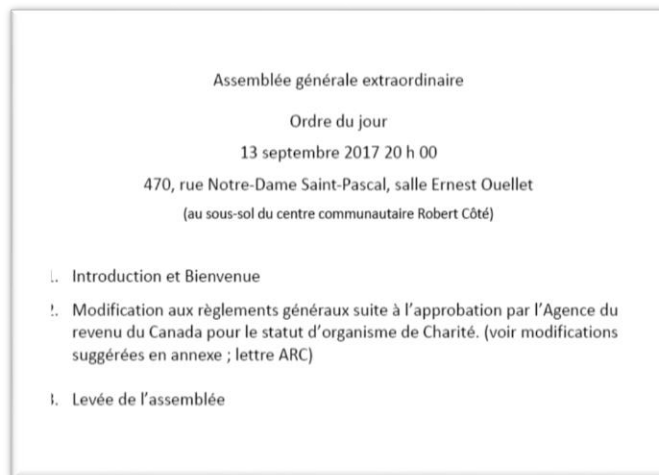 Assemblée générale extraordinaire
Ordre du jour
13 septembre 2017 20 h 00
470, rue Notre-Dame Saint-Pascal, salle Ernest Ouellet
(au sous-sol du centre communautaire Robert Côté)
1. Introduction et Bienvenue
2. Modification aux règlements généraux suite à l’approbation par l’Agence du
revenu du Canada pour le statut d’organisme de Charité. (voir modifications
suggérées en annexe ; lettre ARC)
3. Levée de l’assemblée